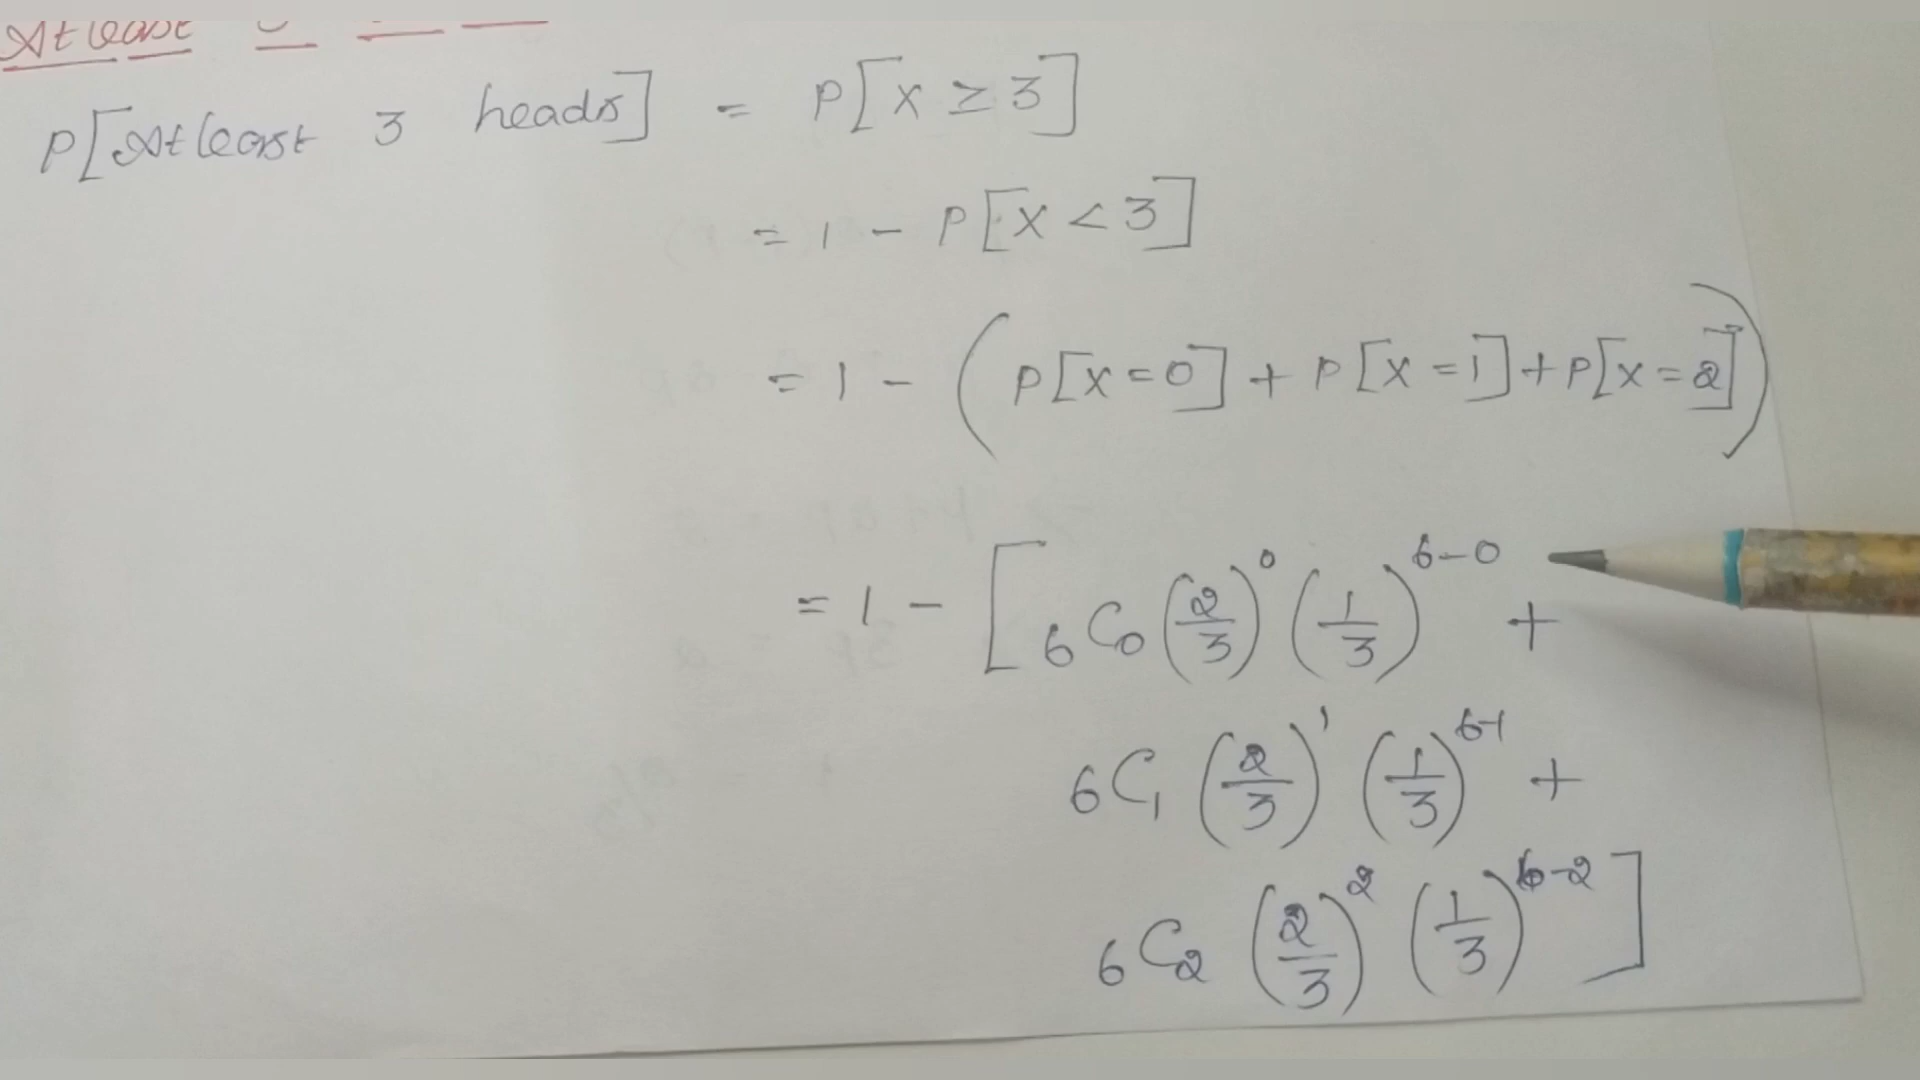 At least
P[At least 3 heads] = P[X ≥ 3]
= 1 - P[X < 3]
= 1 - (P[X=0] + P[X=1] + P[X=2])
= 1 - [6C₀ (2/3)⁰ (1/3)⁶⁻⁰ +
6C₁ (2/3)¹ (1/3)⁶⁻¹ +
6C₂ (2/3)² (1/3)⁶⁻²]